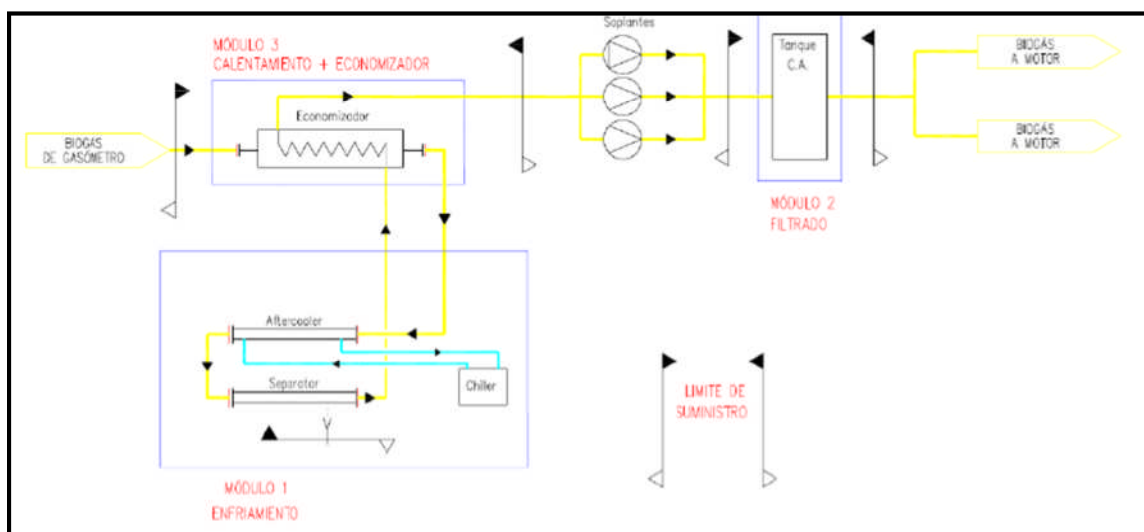 MÓDULO 3
CALENTAMIENTO + ECONOMIZADOR
Economizador
BIOGÁS
DE GASÓMETRO
Soplantes
Tanque
C.A.
BIOGÁS
A MOTOR
BIOGÁS
A MOTOR
MÓDULO 2
FILTRADO
Aftercooler
Separator
Chiller
LIMITE DE
SUMINISTRO
MÓDULO 1
ENFRIAMIENTO